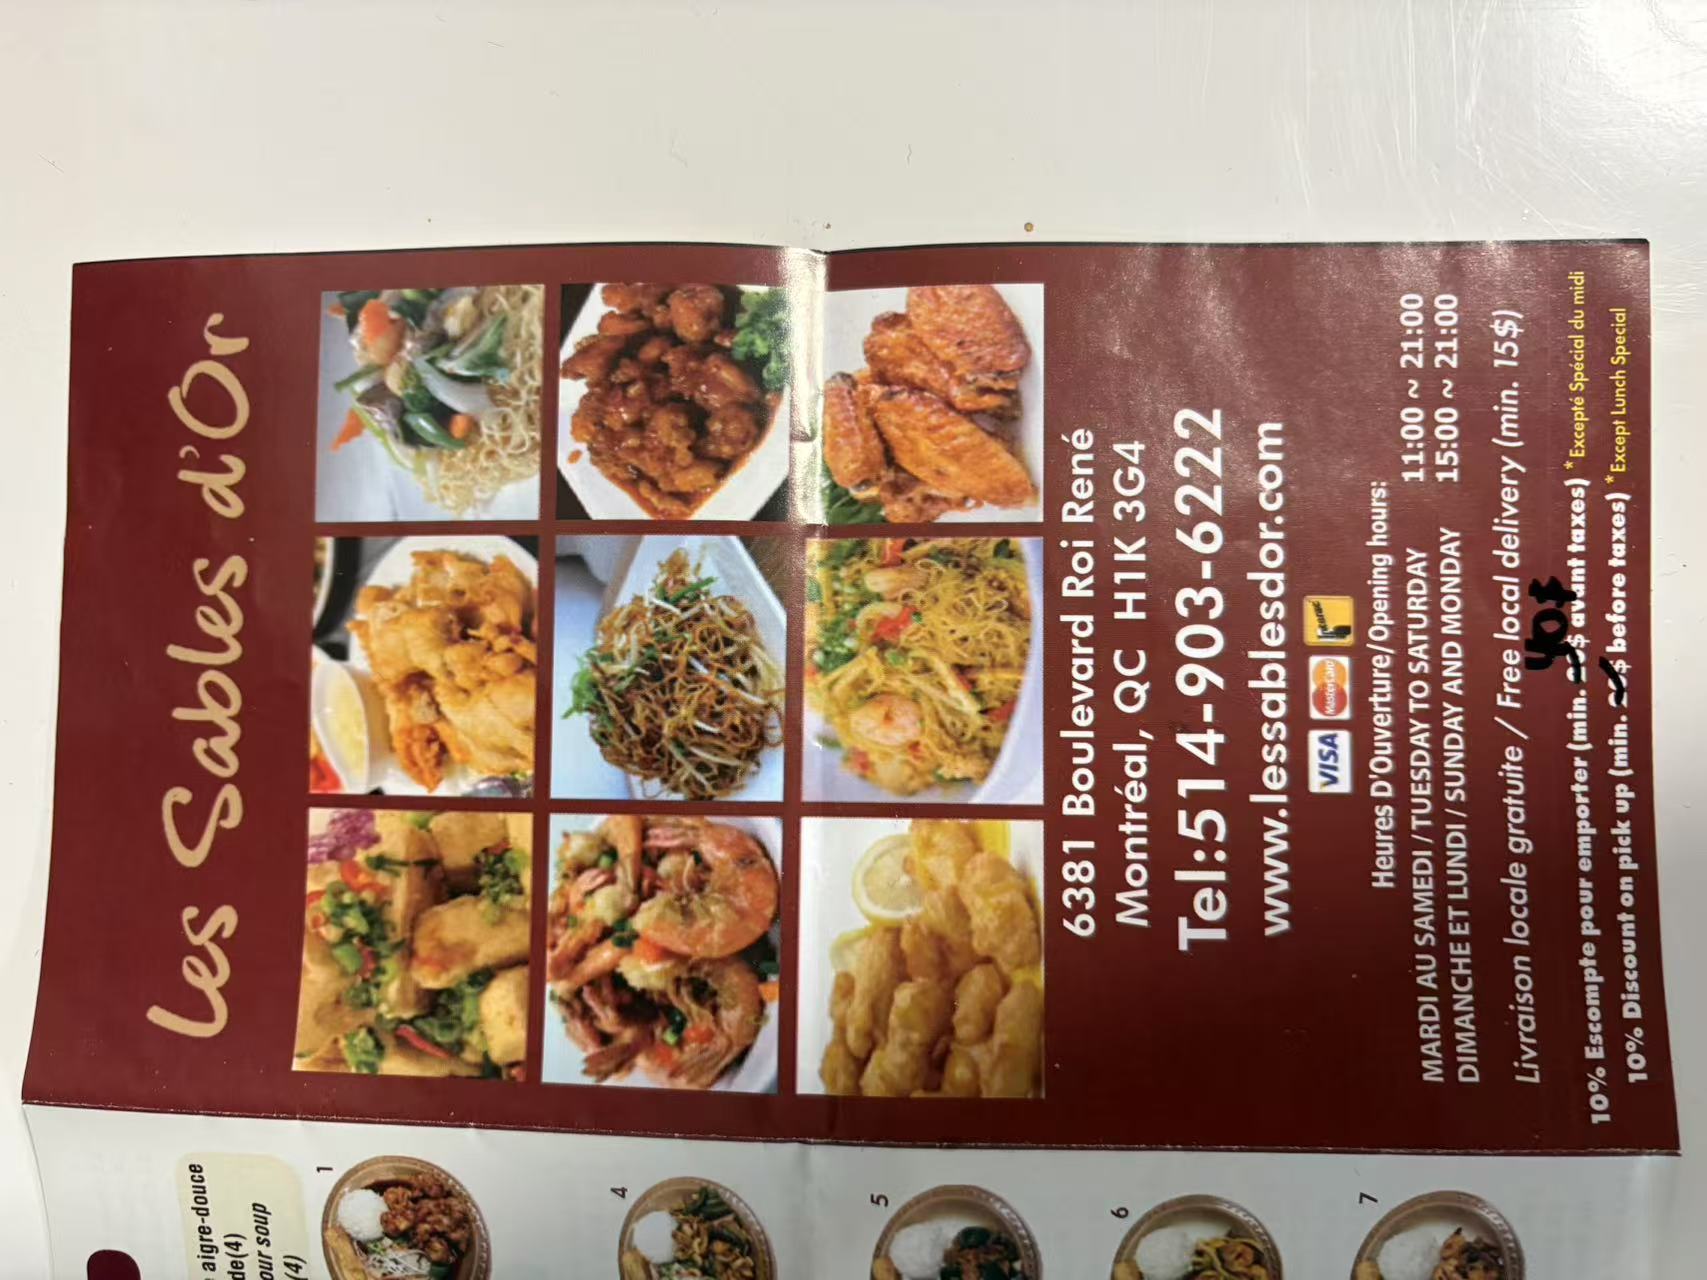 aigre-douce
de(4)
our soup
(4)
1
4
5
6
7
Les Sables d'Or
6381 Boulevard Roi René
Montréal, QC H1K 3G4
Tel:514-903-6222
www.lessablesdor.com
VISA MasterCard Interac
Heures D'Ouverture/Opening hours:
MARDI AU SAMEDI / TUESDAY TO SATURDAY 11:00 ~ 21:00
DIMANCHE ET LUNDI / SUNDAY AND MONDAY 15:00 ~ 21:00
Livraison locale gratuite / Free local delivery (min. 15$)
40$
10% Escompte pour emporter (min. $ avant taxes) *Excepté Spécial du midi
10% Discount on pick up (min. $ before taxes) *Except Lunch Special